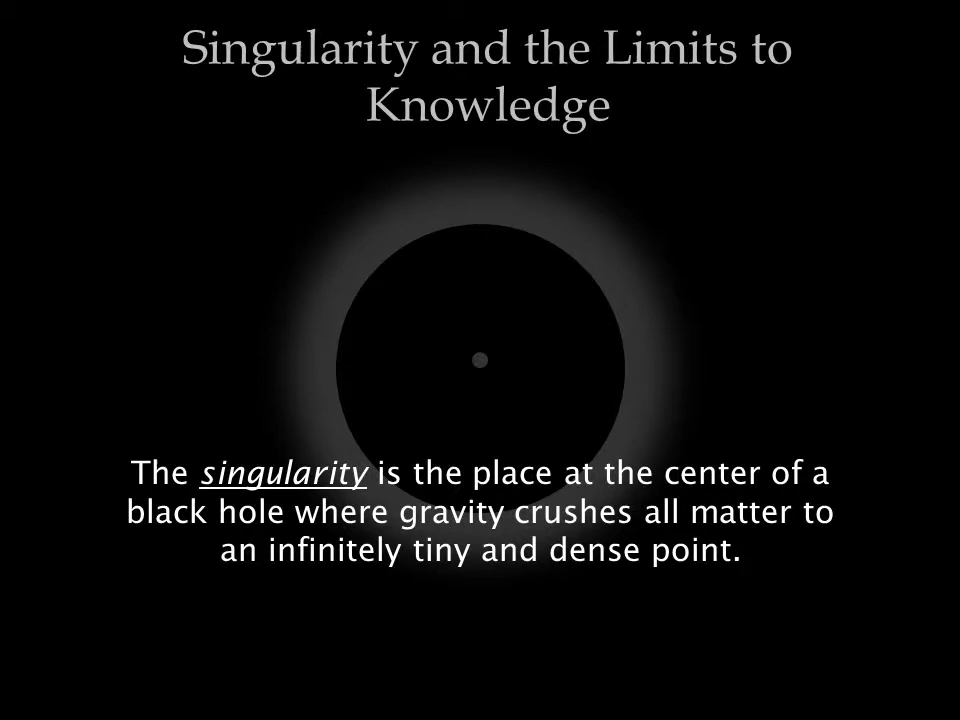 Singularity and the Limits to
Knowledge
The singularity is the place at the center of a
black hole where gravity crushes all matter to
an infinitely tiny and dense point.